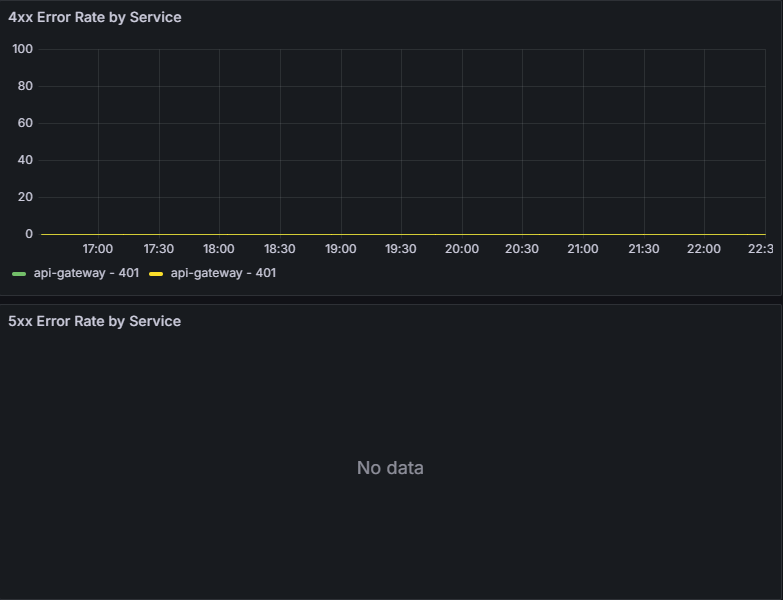 4xx Error Rate by Service
100
80
60
40
20
0
17:00 17:30 18:00 18:30 19:00 19:30 20:00 20:30 21:00 21:30 22:00 22:3
api-gateway - 401 api-gateway - 401
5xx Error Rate by Service
No data